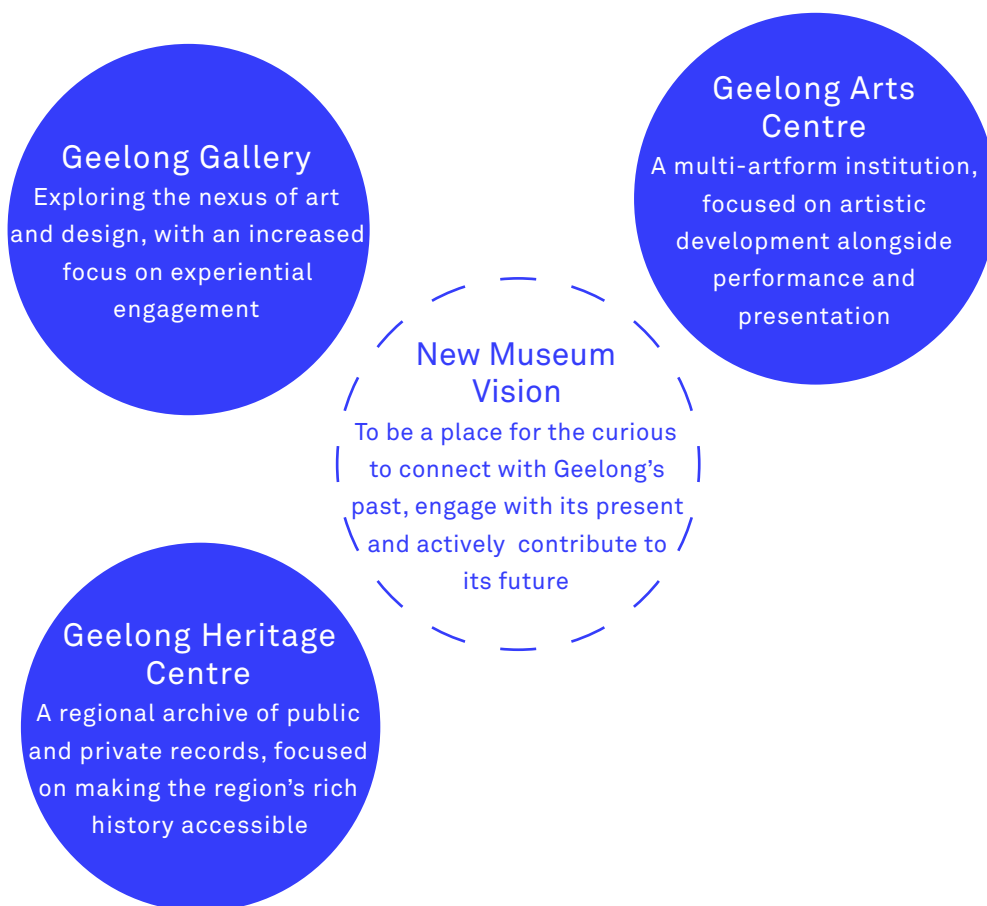 Geelong Gallery
Exploring the nexus of art
and design, with an increased
focus on experiential
engagement
Geelong Arts
Centre
A multi-artform institution,
focused on artistic
development alongside
performance and
presentation
New Museum
Vision
To be a place for the curious
to connect with Geelong’s
past, engage with its present
and actively  contribute to
its future
Geelong Heritage
Centre
A regional archive of public
and private records, focused
on making the region’s rich
history accessible